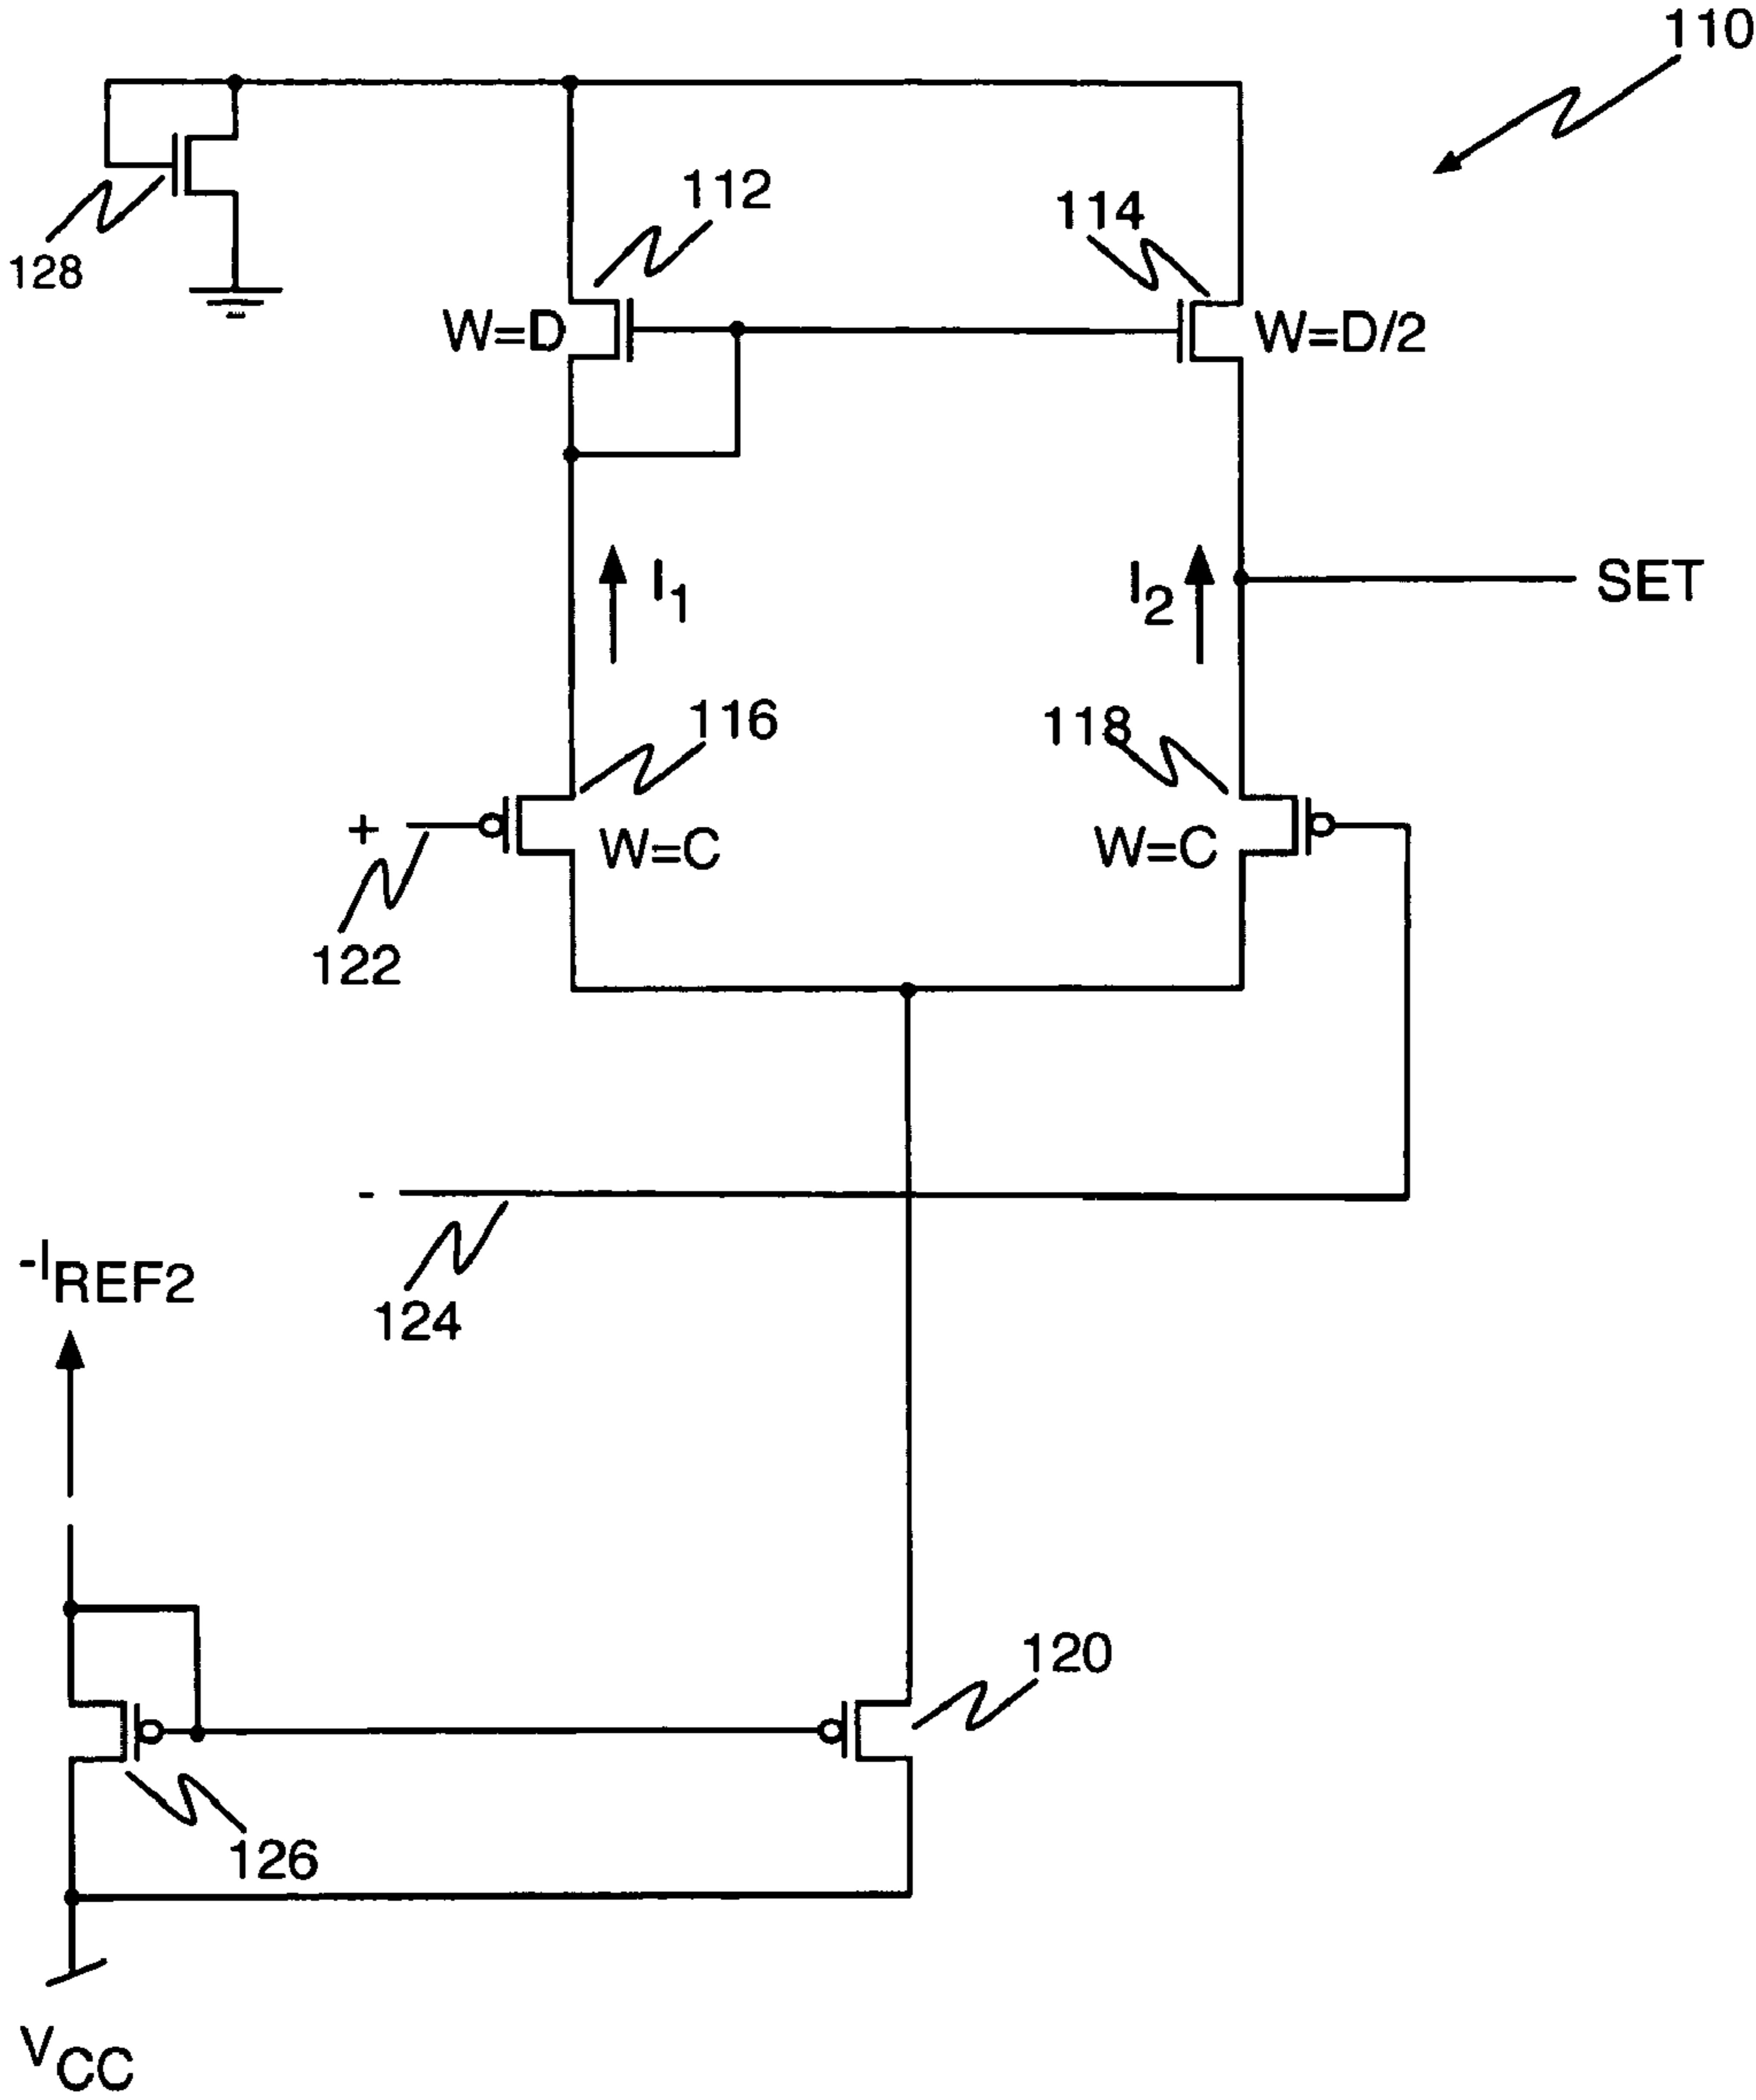 110
112
114
128
W=D
W=D/2
I1
I2
SET
116
118
+
W=C
W=C
122
-
-IREF2
124
120
126
VCC